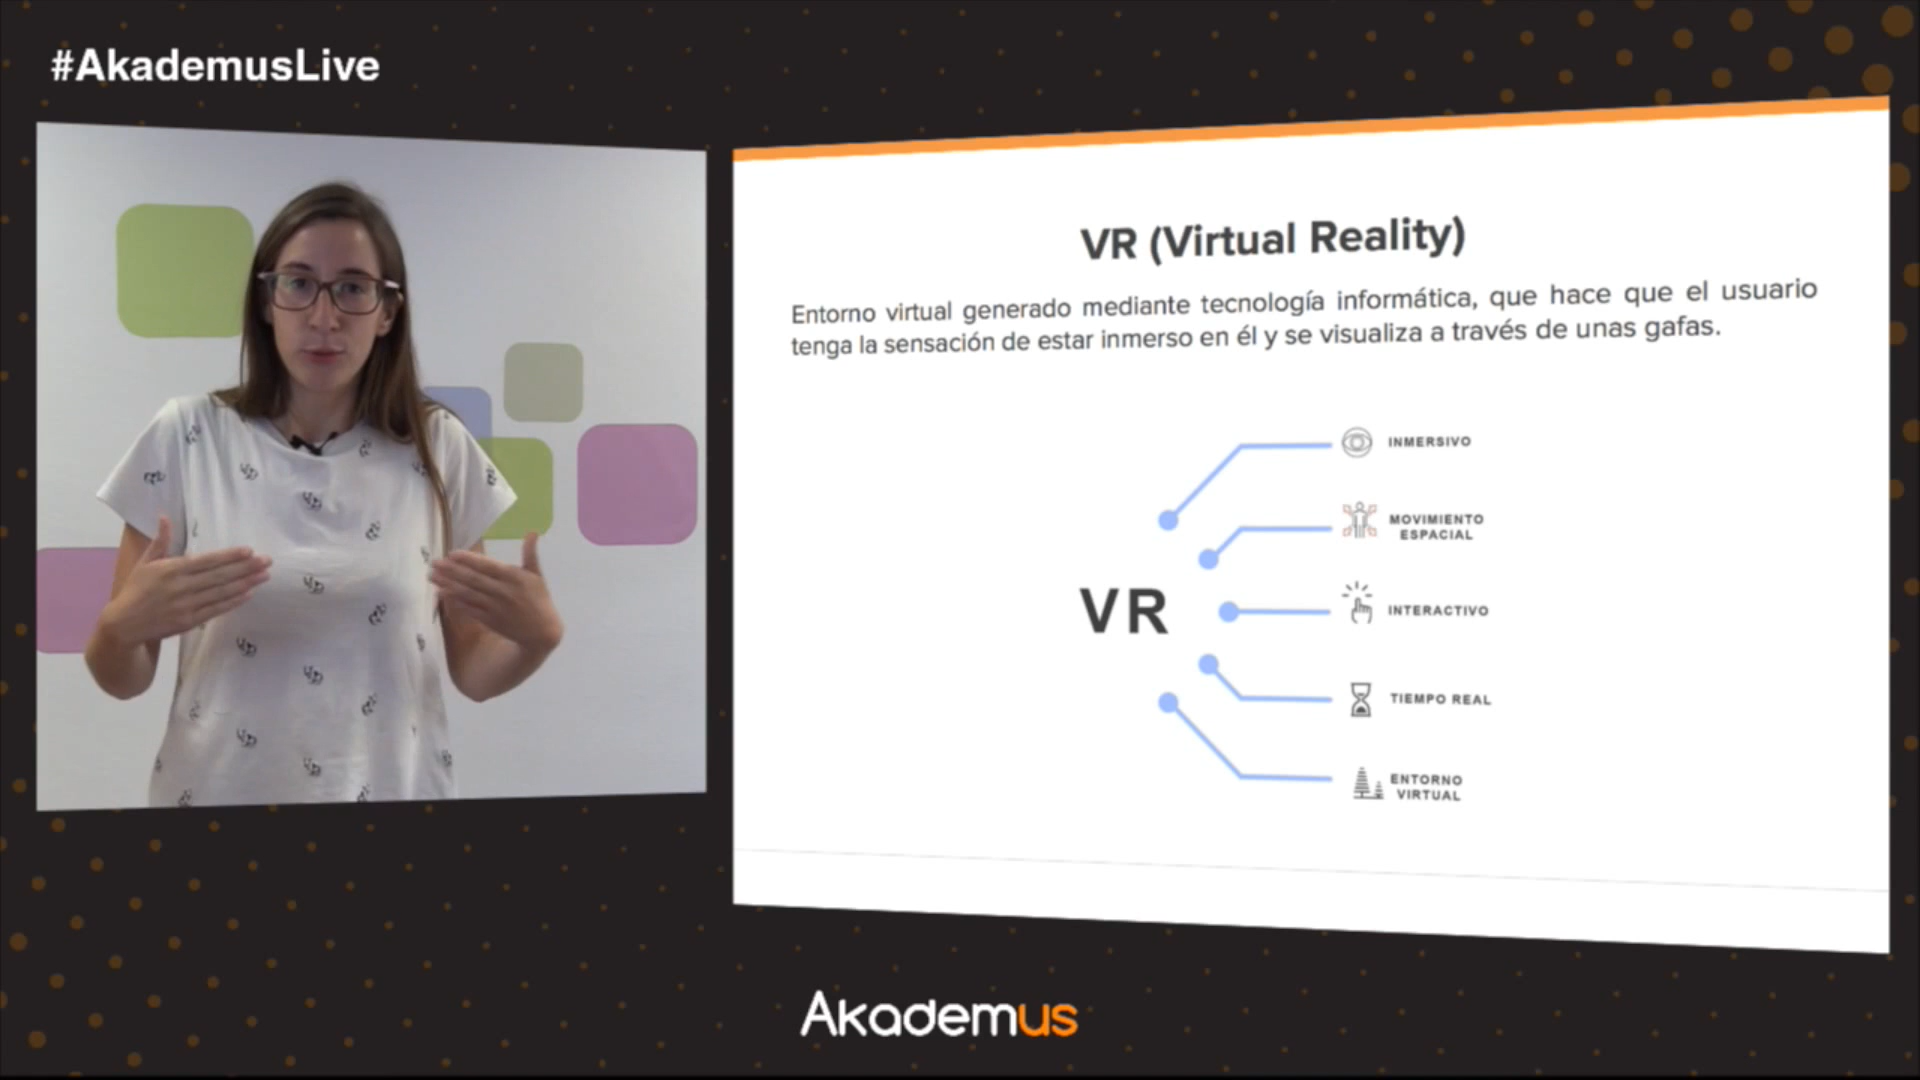 #AkademusLive
VR (Virtual Reality)
Entorno virtual generado mediante tecnología informática, que hace que el usuario
tenga la sensación de estar inmerso en él y se visualiza a través de unas gafas.
INMERSIVO
MOVIMIENTO
ESPACIAL
VR
INTERACTIVO
TIEMPO REAL
ENTORNO
VIRTUAL
Akademus